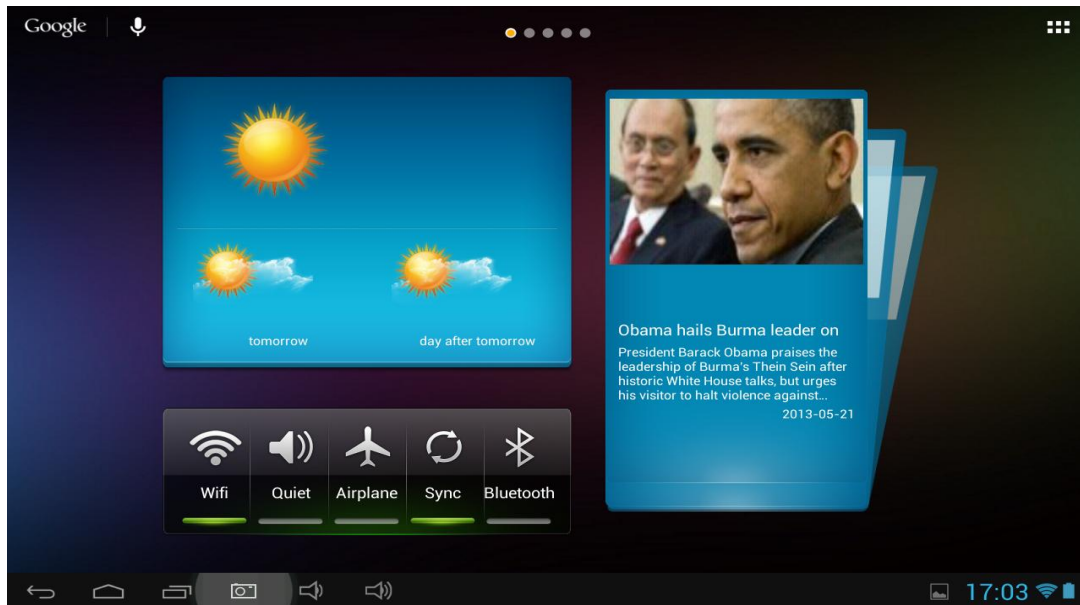 Google
tomorrow
day after tomorrow
Obama hails Burma leader on
President Barack Obama praises the
leadership of Burma's Thein Sein after
historic White House talks, but urges
his visitor to halt violence against...
2013-05-21
Wifi
Quiet
Airplane
Sync
Bluetooth
17:03